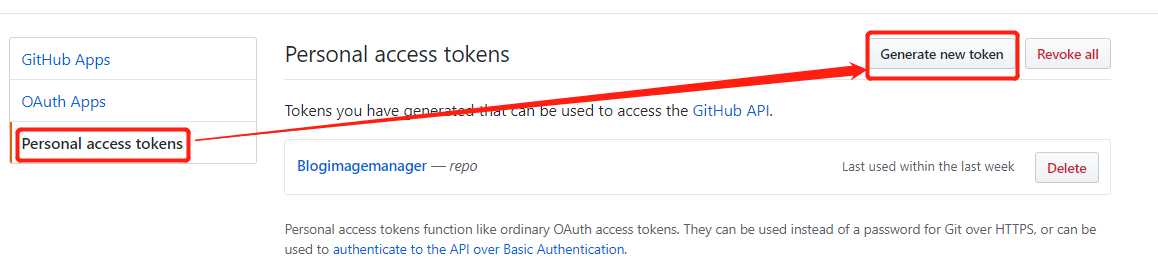 GitHub Apps
OAuth Apps
Personal access tokens
Personal access tokens
Generate new token
Revoke all
Tokens you have generated that can be used to access the GitHub API.
Blogimagemanager — repo
Last used within the last week
Delete
Personal access tokens function like ordinary OAuth access tokens. They can be used instead of a password for Git over HTTPS, or can be
used to authenticate to the API over Basic Authentication.